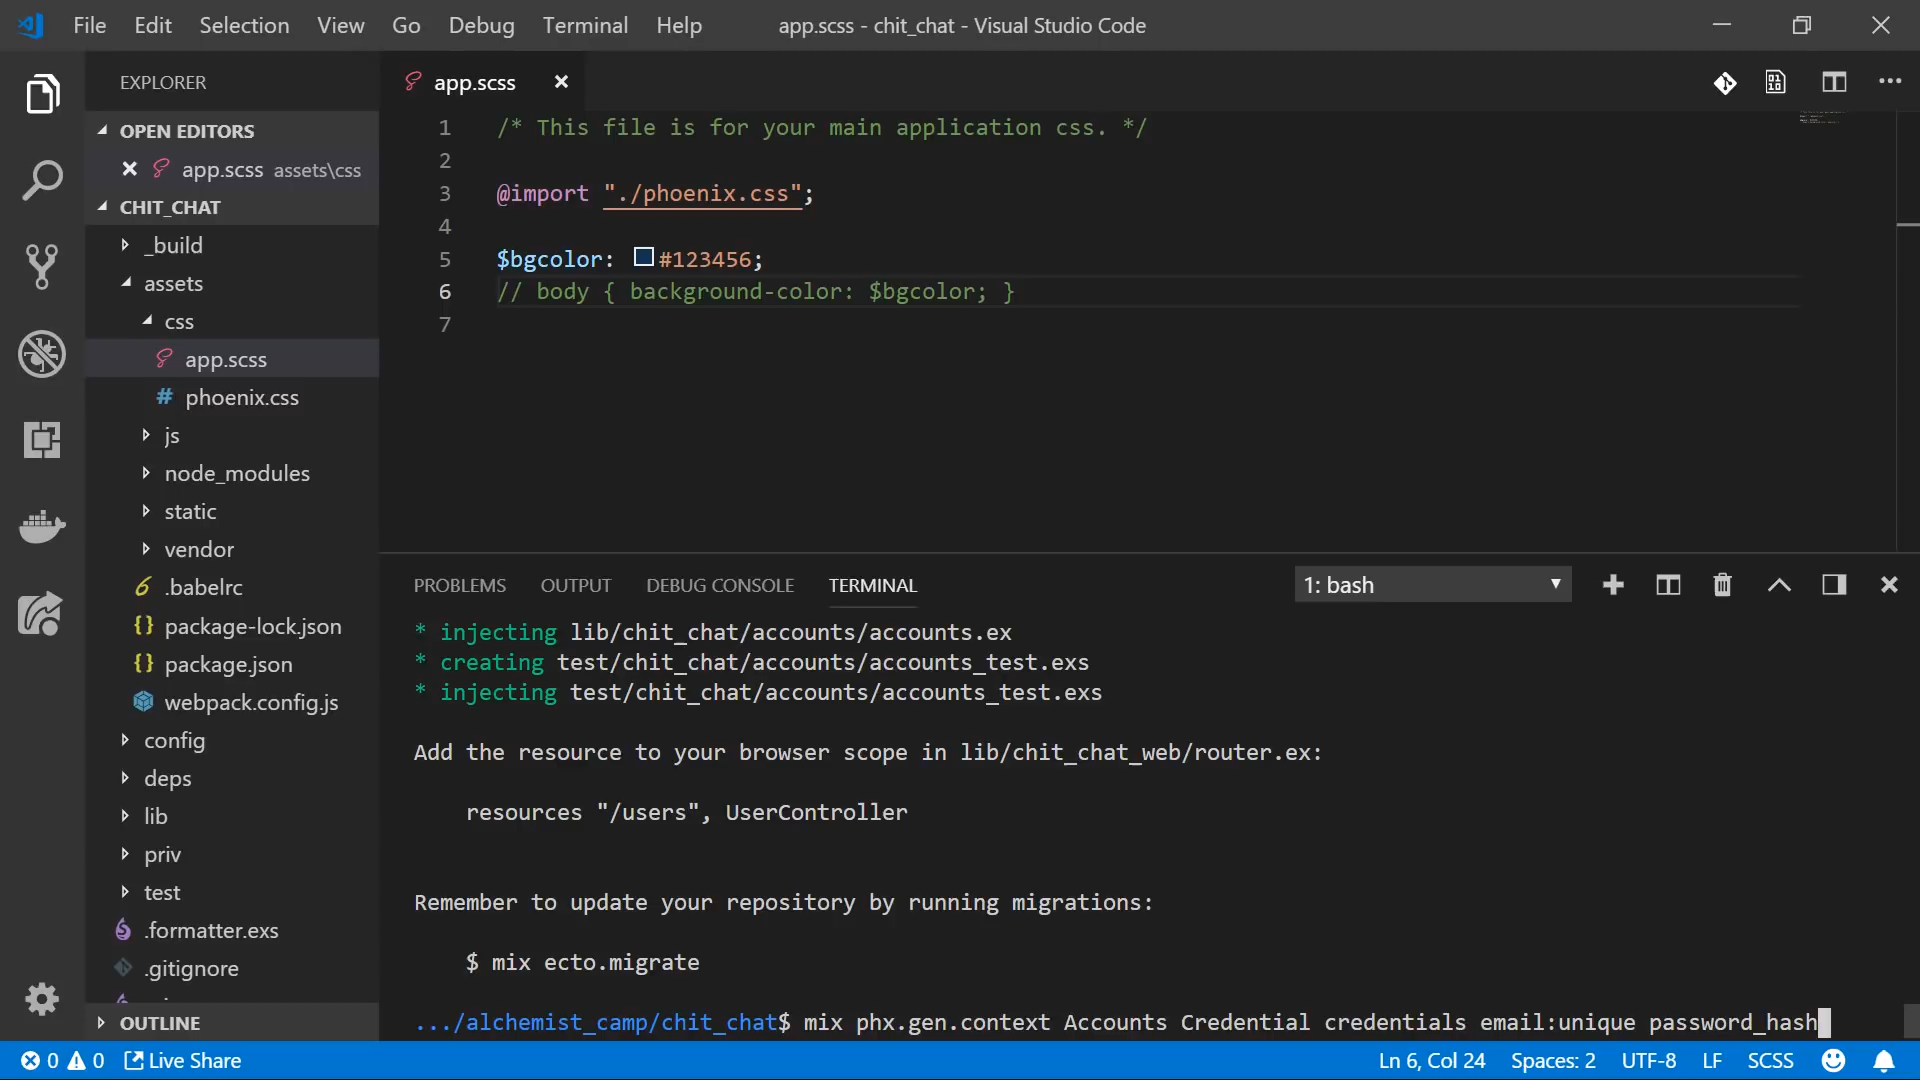 File Edit Selection View Go Debug Terminal Help app.scss - chit_chat - Visual Studio Code
EXPLORER
OPEN EDITORS
app.scss assets\css
CHIT_CHAT
_build
assets
css
app.scss
phoenix.css
js
node_modules
static
vendor
.babelrc
package-lock.json
package.json
webpack.config.js
config
deps
lib
priv
test
.formatter.exs
.gitignore
OUTLINE
app.scss
1 /* This file is for your main application css. */
2
3 @import "./phoenix.css";
4
5 $bgcolor: #123456;
6 // body { background-color: $bgcolor; }
7
PROBLEMS OUTPUT DEBUG CONSOLE TERMINAL 1: bash
* injecting lib/chit_chat/accounts/accounts.ex
* creating test/chit_chat/accounts/accounts_test.exs
* injecting test/chit_chat/accounts/accounts_test.exs
Add the resource to your browser scope in lib/chit_chat_web/router.ex:
resources "/users", UserController
Remember to update your repository by running migrations:
$ mix ecto.migrate
.../alchemist_camp/chit_chat$ mix phx.gen.context Accounts Credential credentials email:unique password_hash
0 0 Live Share Ln 6, Col 24 Spaces: 2 UTF-8 LF SCSS